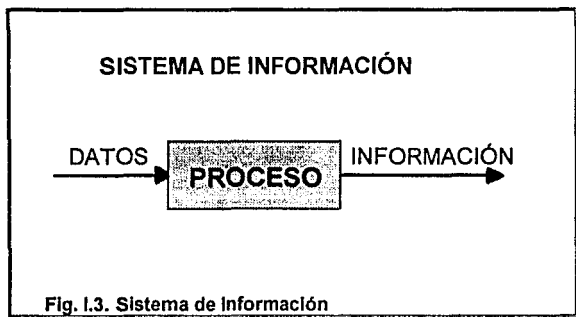 SISTEMA DE INFORMACIÓN
DATOS
PROCESO
INFORMACIÓN
Fig. I.3. Sistema de Información